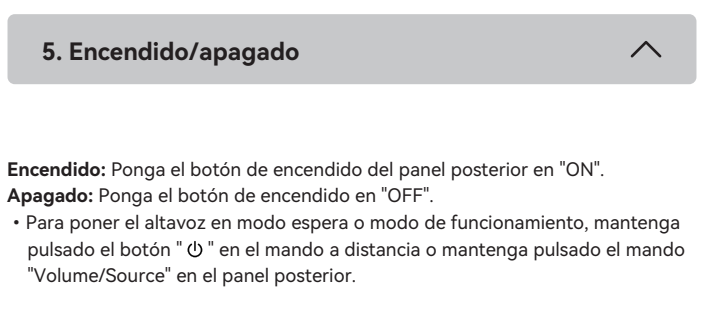 5. Encendido/apagado
Encendido: Ponga el botón de encendido del panel posterior en "ON".
Apagado: Ponga el botón de encendido en "OFF".
• Para poner el altavoz en modo espera o modo de funcionamiento, mantenga
pulsado el botón " ⏻ " en el mando a distancia o mantenga pulsado el mando
"Volume/Source" en el panel posterior.